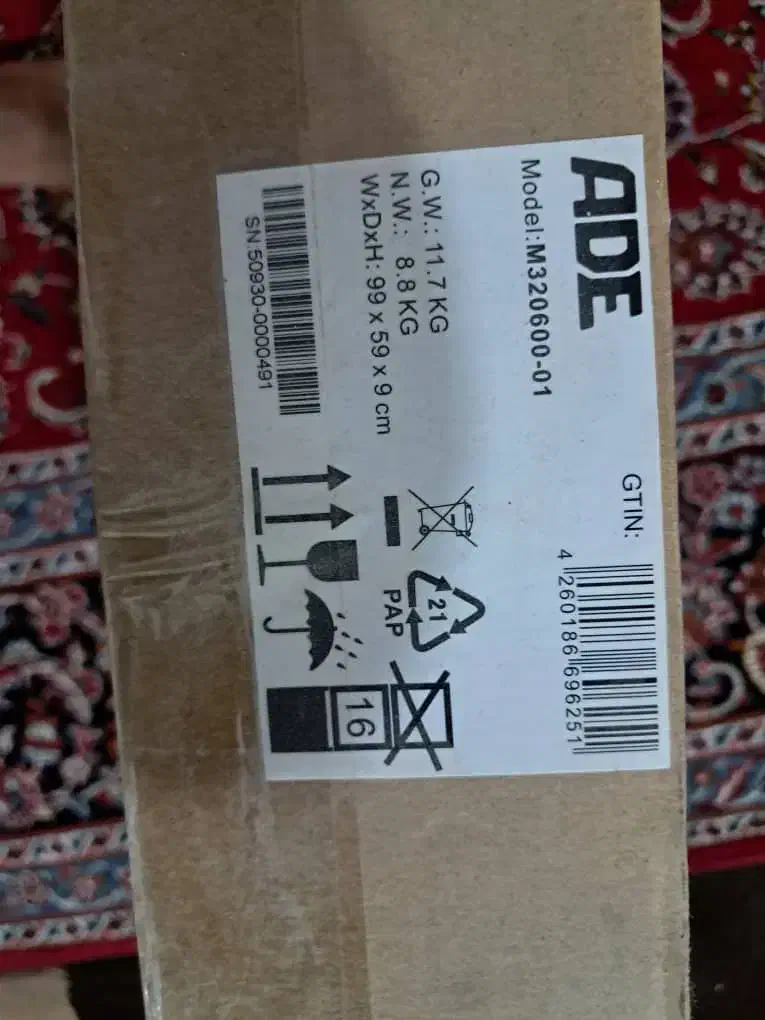 ADE
Model:M320600-01
G.W.: 11.7 KG
N.W.: 8.8 KG
WxDxH: 99 x 59 x 9 cm
SN:50930-0000491
GTIN:
4 260186 696251
21
PAP
16